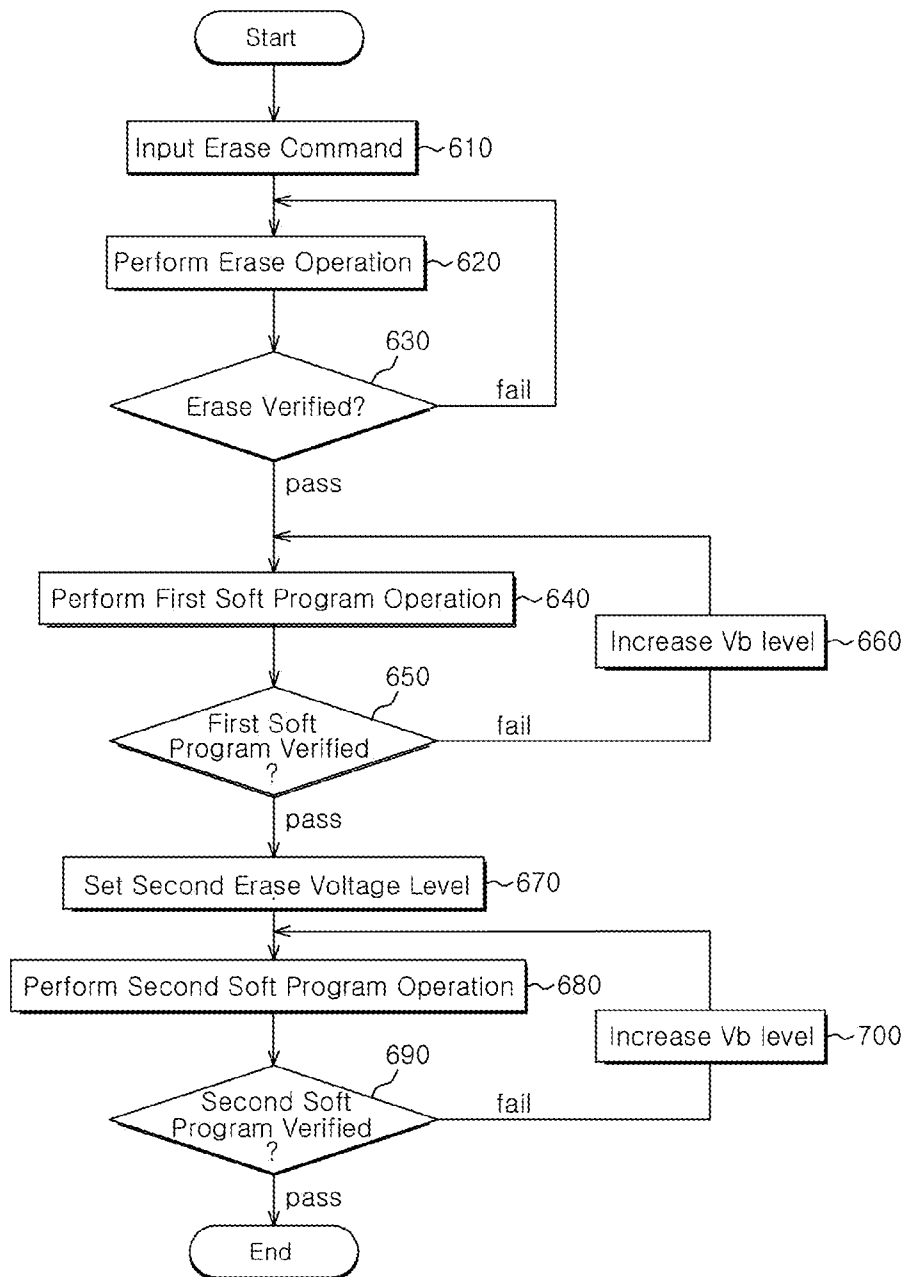 Start
Input Erase Command 610
Perform Erase Operation 620
630
Erase Verified?
fail
pass
Perform First Soft Program Operation 640
Increase Vb level 660
650
First Soft
Program Verified
?
fail
pass
Set Second Erase Voltage Level 670
Perform Second Soft Program Operation 680
Increase Vb level 700
690
Second Soft
Program Verified
?
fail
pass
End